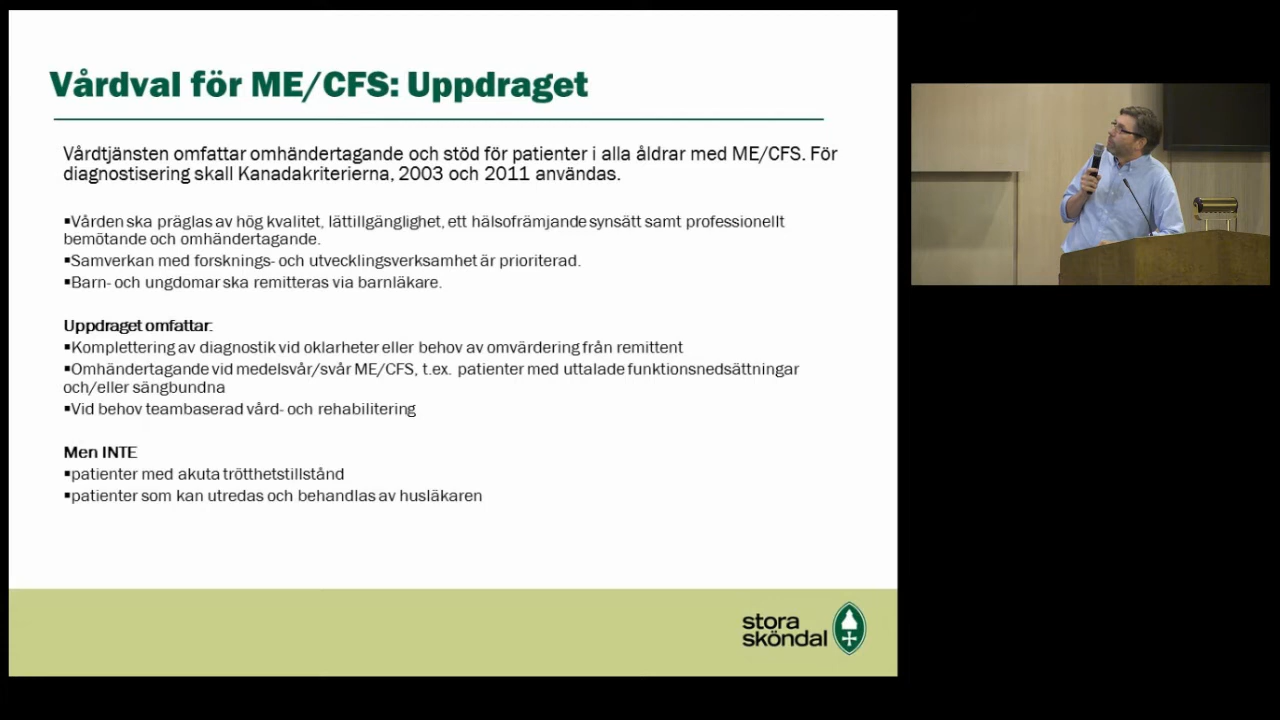 Vårdval för ME/CFS: Uppdraget
Vårdtjänsten omfattar omhändertagande och stöd för patienter i alla åldrar med ME/CFS. För
diagnostisering skall Kanadakriterierna, 2003 och 2011 användas.
▪Vården ska präglas av hög kvalitet, lättillgänglighet, ett hälsofrämjande synsätt samt professionellt
bemötande och omhändertagande.
▪Samverkan med forsknings- och utvecklingsverksamhet är prioriterad.
▪Barn- och ungdomar ska remitteras via barnläkare.
Uppdraget omfattar:
▪Komplettering av diagnostik vid oklarheter eller behov av omvärdering från remittent
▪Omhändertagande vid medelsvår/svår ME/CFS, t.ex. patienter med uttalade funktionsnedsättningar
och/eller sängbundna
▪Vid behov teambaserad vård- och rehabilitering
Men INTE
▪patienter med akuta trötthetstillstånd
▪patienter som kan utredas och behandlas av husläkaren
stora
sköndal